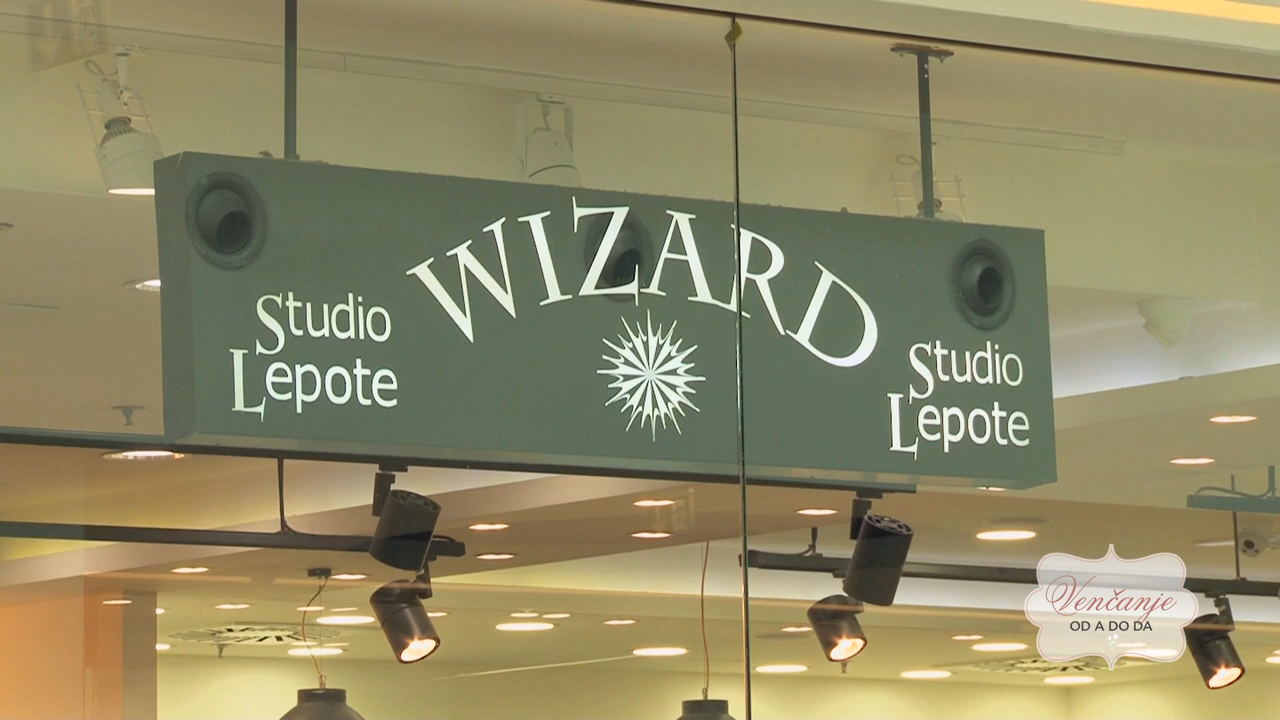 WIZARD
Studio
Lepote
Studio
Lepote
Venčanje
OD A DO DA